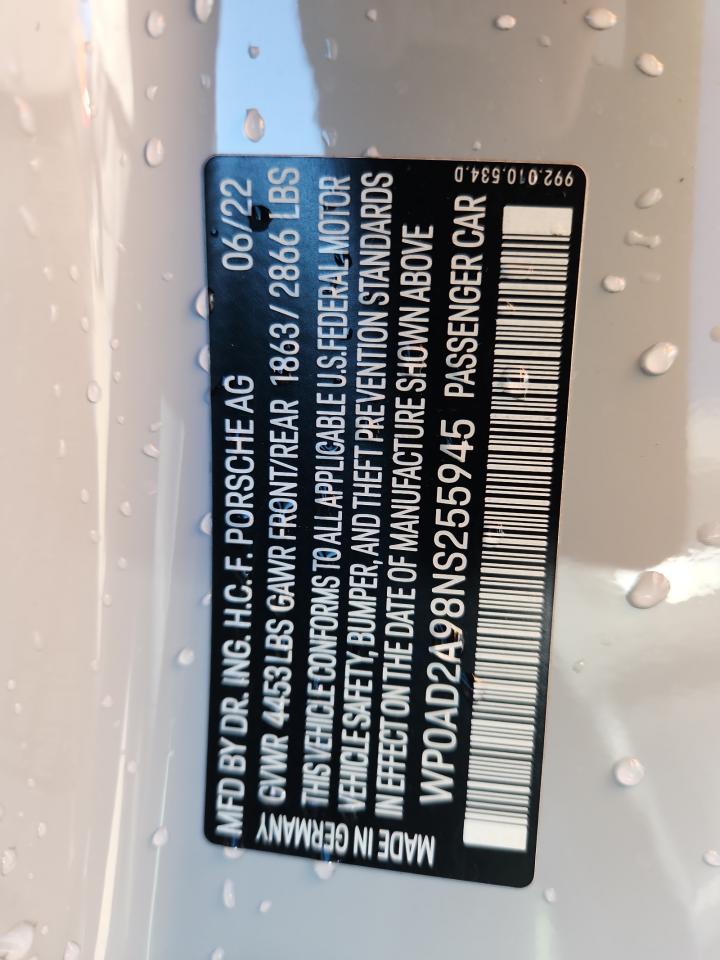 MFD BY DR. ING. H.C. F. PORSCHE AG 06/22
GVWR 4453 LBS GAWR FRONT/REAR 1863 / 2866 LBS
THIS VEHICLE CONFORMS TO ALL APPLICABLE U.S. FEDERAL MOTOR
VEHICLE SAFETY, BUMPER, AND THEFT PREVENTION STANDARDS
IN EFFECT ON THE DATE OF MANUFACTURE SHOWN ABOVE
WP0AD2A98NS255945 PASSENGER CAR
MADE IN GERMANY
992.010.534.D